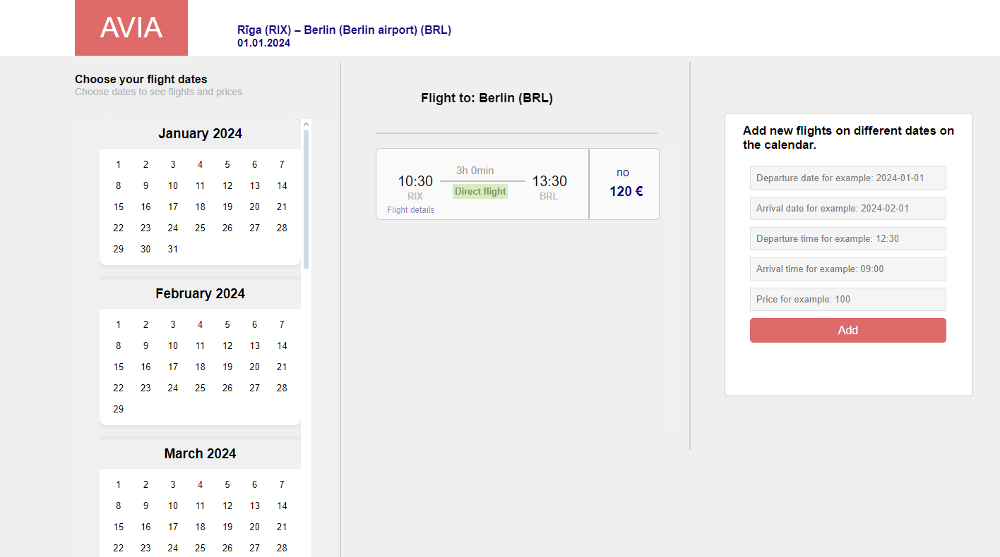 AVIA
Rīga (RIX) – Berlin (Berlin airport) (BRL)
01.01.2024
Choose your flight dates
Choose dates to see flights and prices
January 2024
1 2 3 4 5 6 7
8 9 10 11 12 13 14
15 16 17 18 19 20 21
22 23 24 25 26 27 28
29 30 31
February 2024
1 2 3 4 5 6 7
8 9 10 11 12 13 14
15 16 17 18 19 20 21
22 23 24 25 26 27 28
29
March 2024
1 2 3 4 5 6 7
8 9 10 11 12 13 14
15 16 17 18 19 20 21
22 23 24 25 26 27 28
Flight to: Berlin (BRL)
3h 0min
10:30 13:30
Direct flight
RIX BRL
Flight details
no
120 €
Add new flights on different dates on
the calendar.
Departure date for example: 2024-01-01
Arrival date for example: 2024-02-01
Departure time for example: 12:30
Arrival time for example: 09:00
Price for example: 100
Add